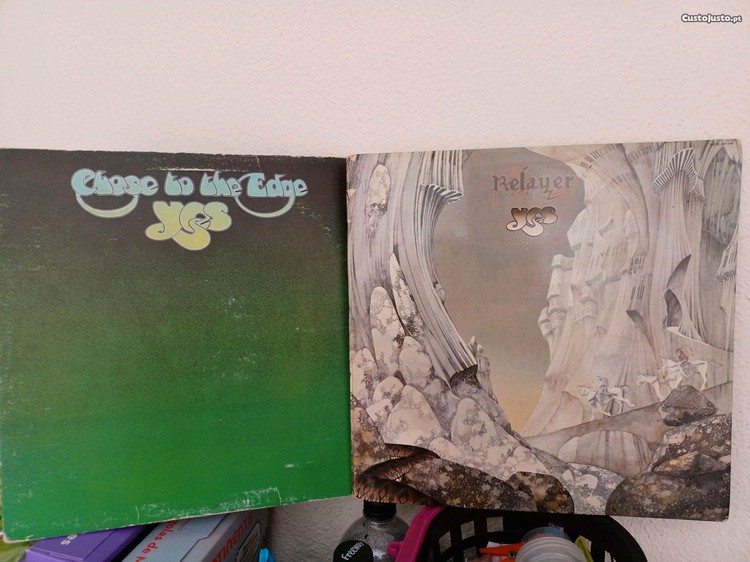 CustoJusto.pt
Close to the Edge
yes
Relayer
yes